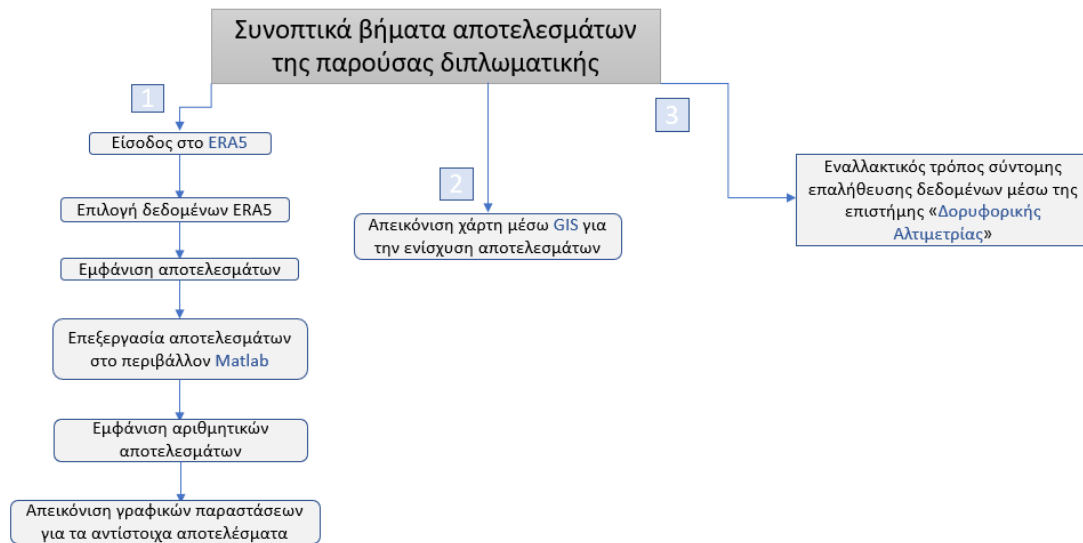 Συνοπτικά βήματα αποτελεσμάτων
της παρούσας διπλωματικής
1
Είσοδος στο ERA5
Επιλογή δεδομένων ERA5
Εμφάνιση αποτελεσμάτων
Επεξεργασία αποτελεσμάτων
στο περιβάλλον Matlab
Εμφάνιση αριθμητικών
αποτελεσμάτων
Απεικόνιση γραφικών παραστάσεων
για τα αντίστοιχα αποτελέσματα
2
Απεικόνιση χάρτη μέσω GIS για
την ενίσχυση αποτελεσμάτων
3
Εναλλακτικός τρόπος σύντομης
επαλήθευσης δεδομένων μέσω της
επιστήμης «Δορυφορικής
Αλτιμετρίας»